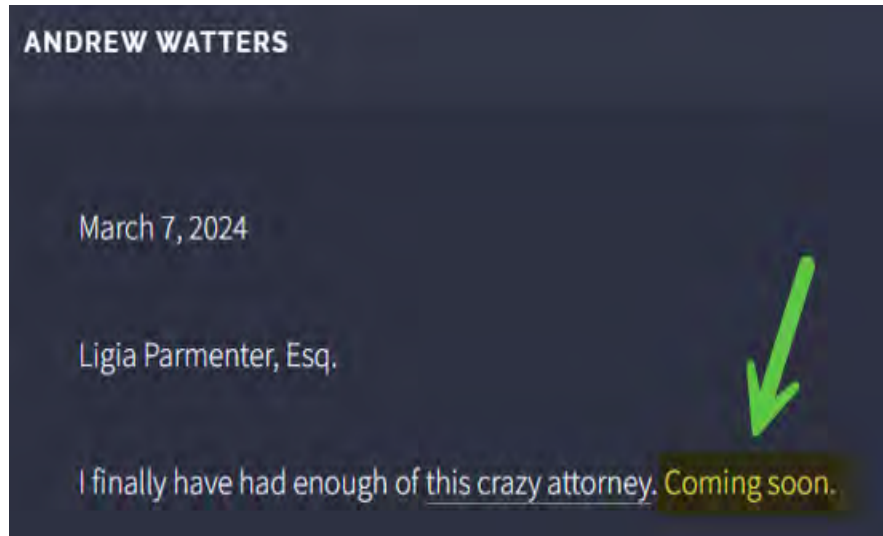 ANDREW WATTERS
March 7, 2024
Ligia Parmenter, Esq.
I finally have had enough of this crazy attorney. Coming soon.